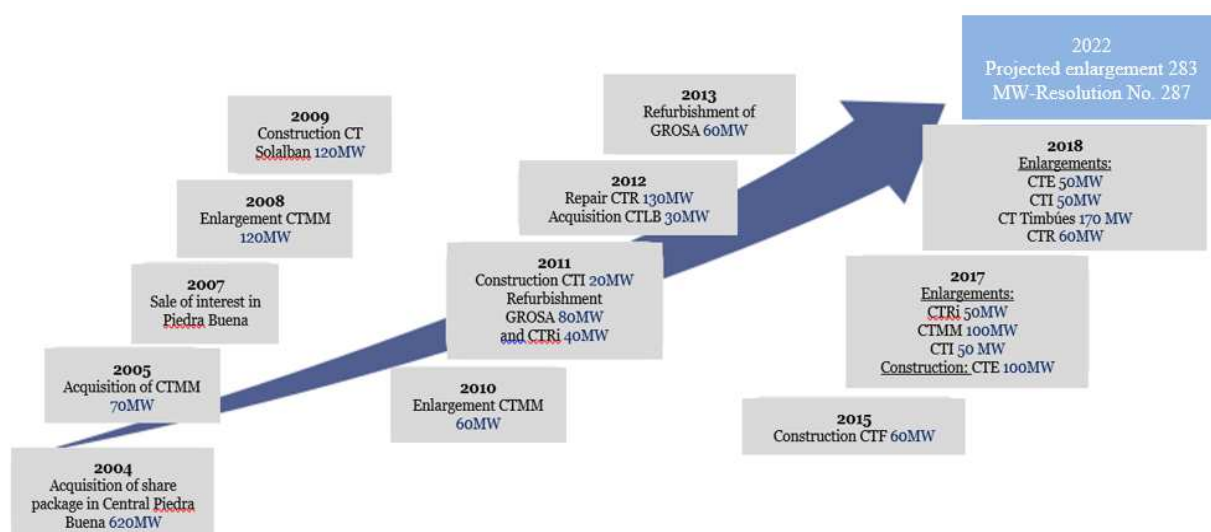 2004
Acquisition of share
package in Central Piedra
Buena 620MW
2005
Acquisition of CTMM
70MW
2007
Sale of interest in
Piedra Buena
2008
Enlargement CTMM
120MW
2009
Construction CT
Solalban 120MW
2010
Enlargement CTMM
60MW
2011
Construction CTI 20MW
Refurbishment
GROSA 80MW
and CTRi 40MW
2012
Repair CTR 130MW
Acquisition CTLB 30MW
2013
Refurbishment of
GROSA 60MW
2015
Construction CTF 60MW
2017
Enlargements:
CTRi 50MW
CTMM 100MW
CTI 50 MW
Construction: CTE 100MW
2018
Enlargements:
CTE 50MW
CTI 50MW
CT Timbúes 170 MW
CTR 60MW
2022
Projected enlargement 283
MW-Resolution No. 287